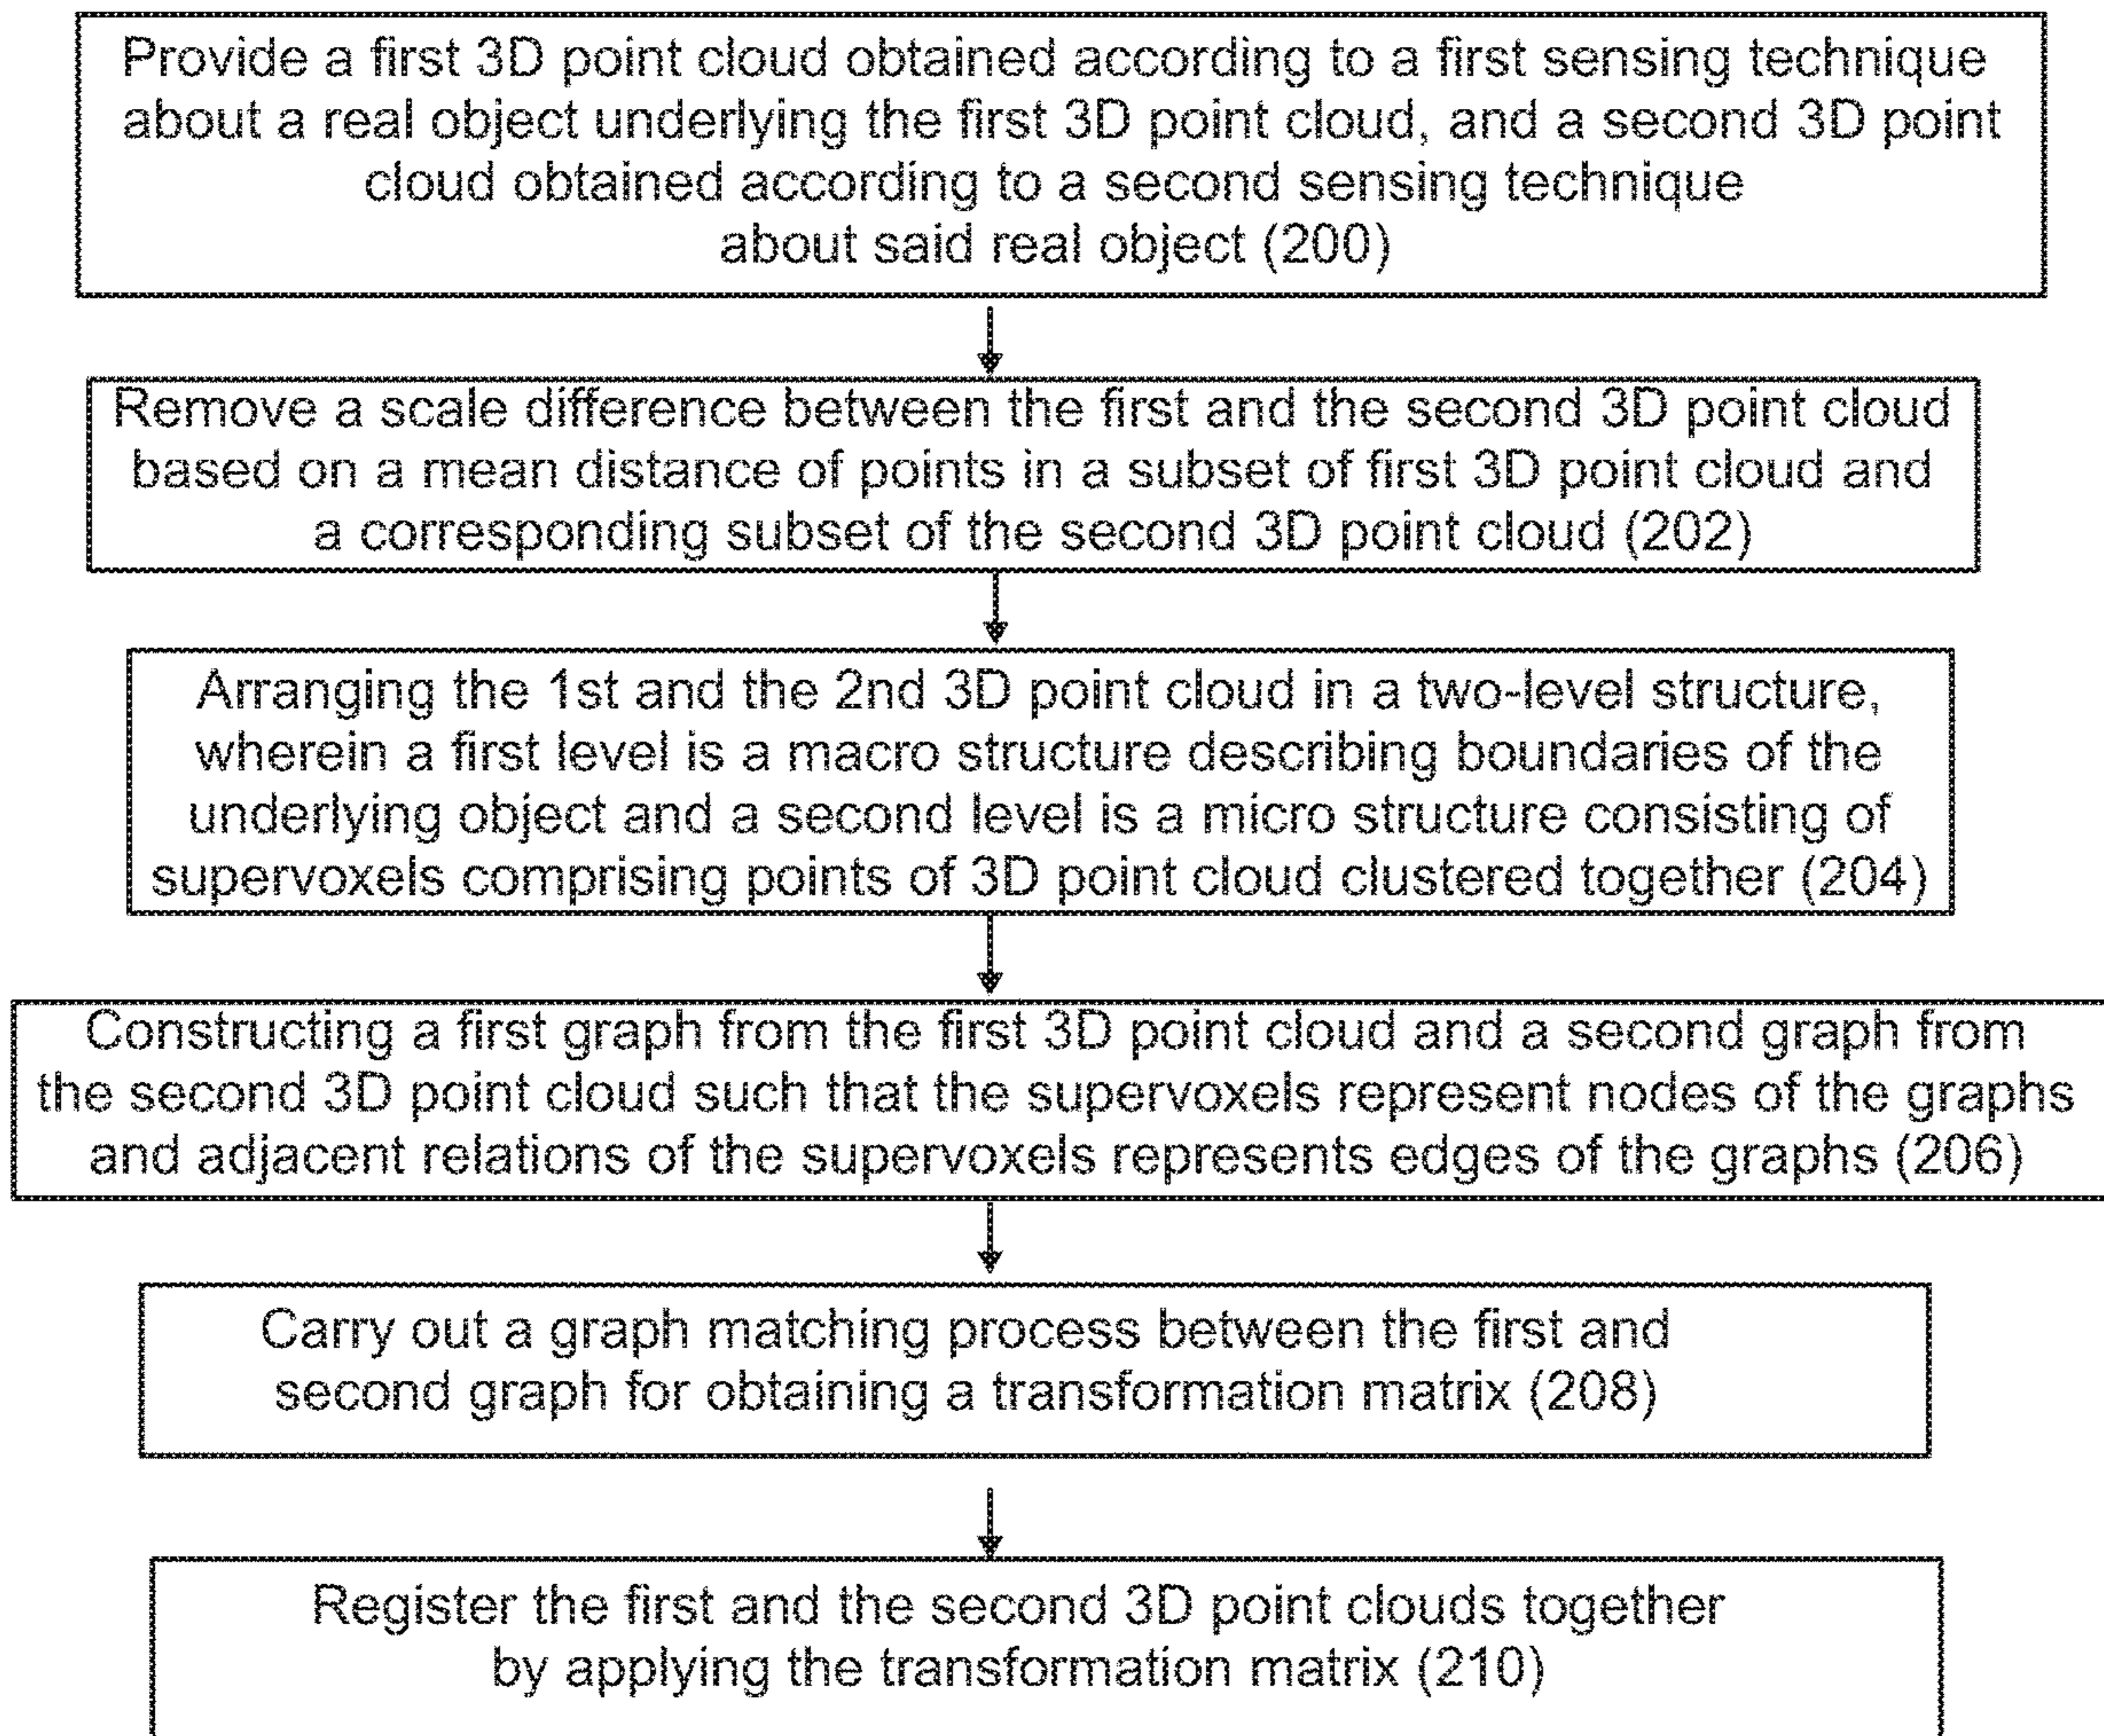 Provide a first 3D point cloud obtained according to a first sensing technique
about a real object underlying the first 3D point cloud, and a second 3D point
cloud obtained according to a second sensing technique
about said real object (200)
Remove a scale difference between the first and the second 3D point cloud
based on a mean distance of points in a subset of first 3D point cloud and
a corresponding subset of the second 3D point cloud (202)
Arranging the 1st and the 2nd 3D point cloud in a two-level structure,
wherein a first level is a macro structure describing boundaries of the
underlying object and a second level is a micro structure consisting of
supervoxels comprising points of 3D point cloud clustered together (204)
Constructing a first graph from the first 3D point cloud and a second graph from
the second 3D point cloud such that the supervoxels represent nodes of the graphs
and adjacent relations of the supervoxels represents edges of the graphs (206)
Carry out a graph matching process between the first and
second graph for obtaining a transformation matrix (208)
Register the first and the second 3D point clouds together
by applying the transformation matrix (210)